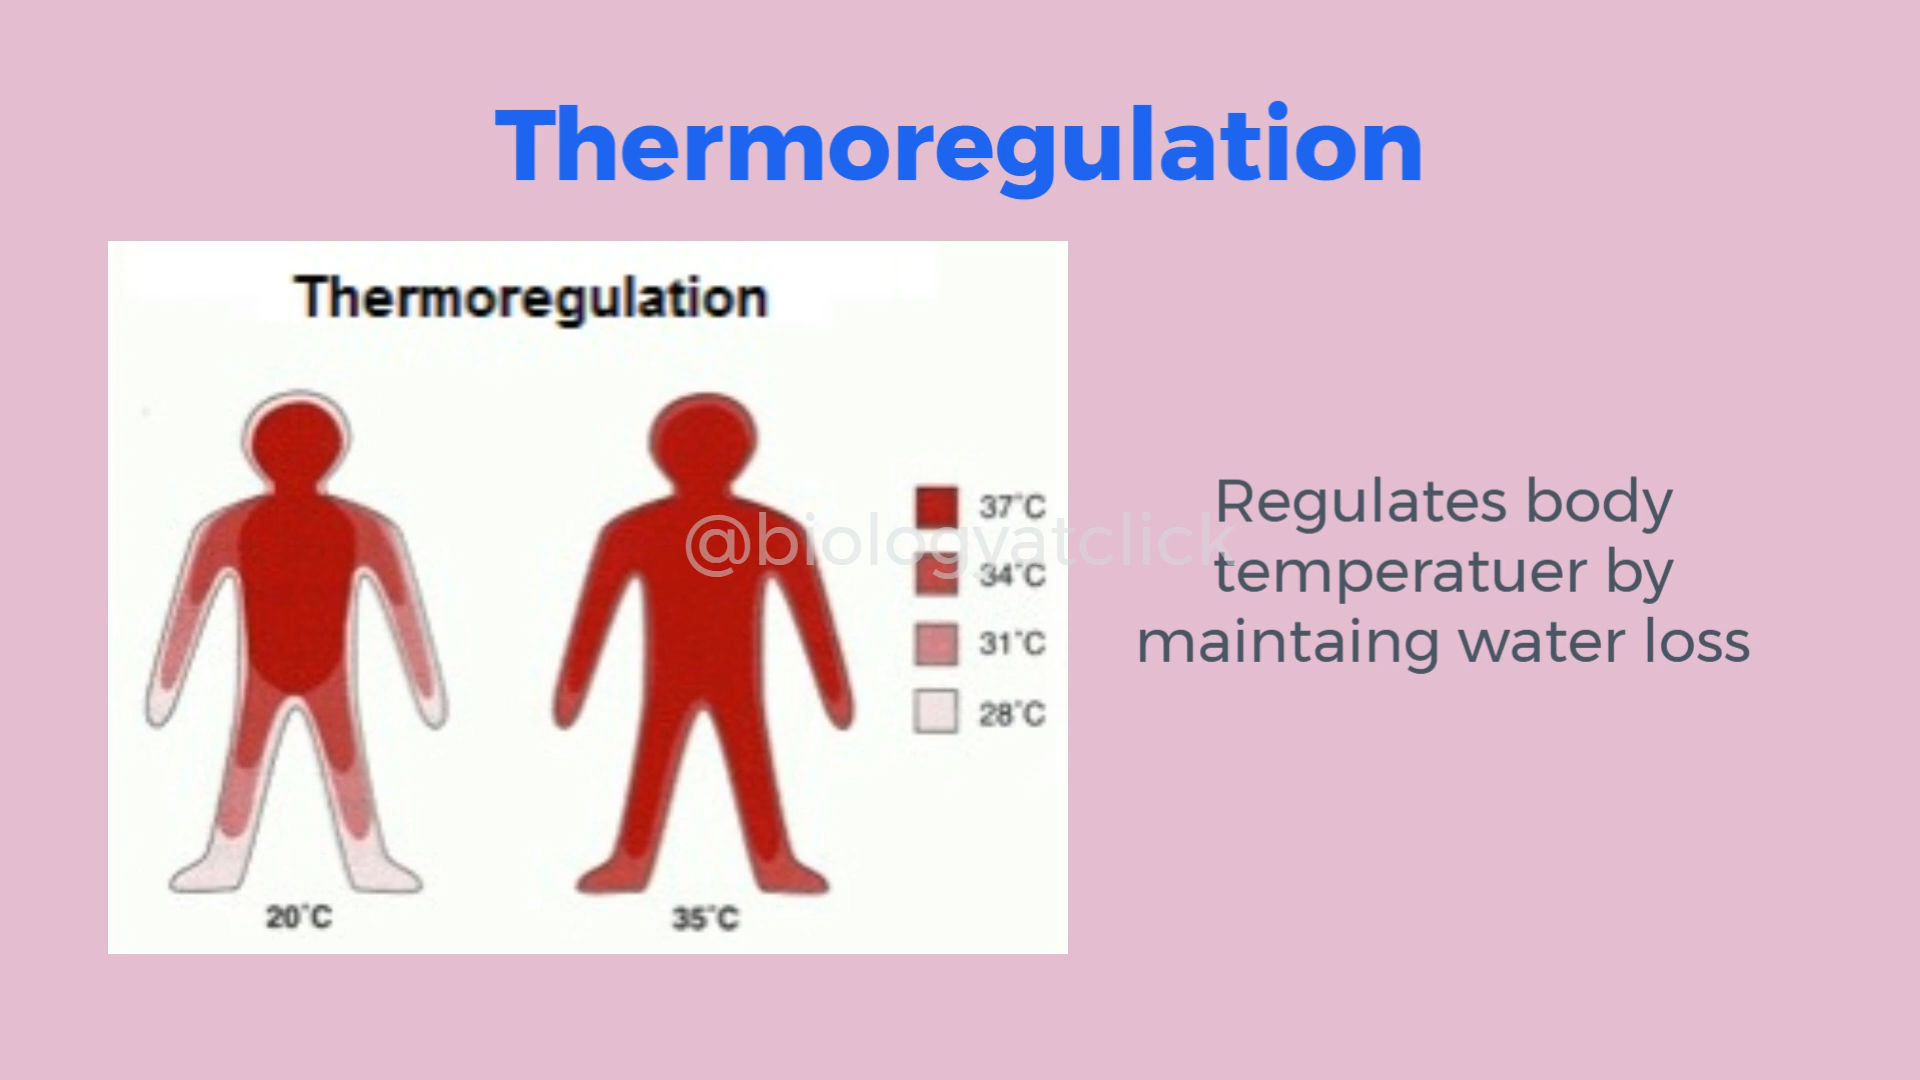 Thermoregulation
Thermoregulation
37°C
34°C
31°C
28°C
20°C
35°C
@biologyatclick
Regulates body
temperatuer by
maintaing water loss